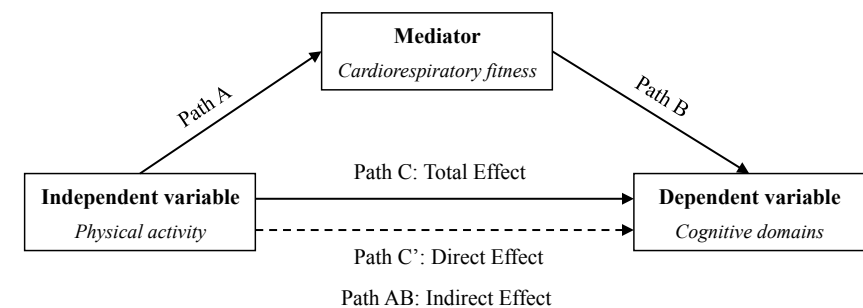 Mediator
Cardiorespiratory fitness
Path A
Path B
Path C: Total Effect
Independent variable
Physical activity
Dependent variable
Cognitive domains
Path C’: Direct Effect
Path AB: Indirect Effect